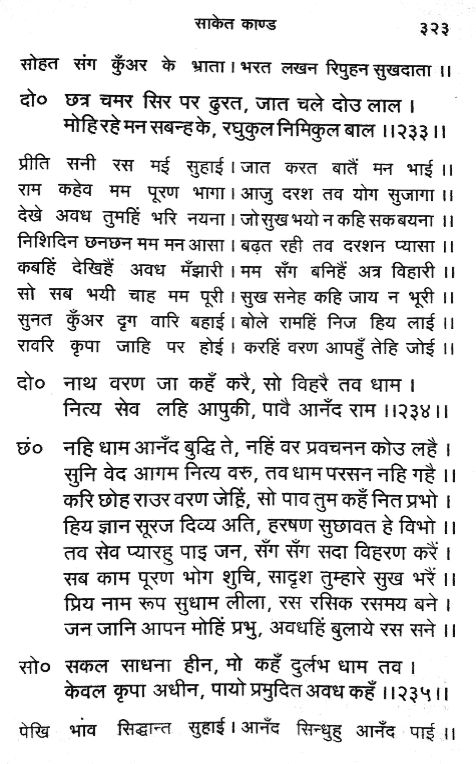 साकेत काण्ड ३२३
सोहत संग कुँअर के भ्राता। भरत लखन रिपुहन सुखदाता ।।
दो० छत्र चमर सिर पर ढुरत, जात चले दोउ लाल ।
मोहि रहे मन सबन्ह के, रघुकुल निमिकुल बाल ।।२३३।।
प्रीति सनी रस मई सुहाई। जात करत बातैं मन भाई ।।
राम कहेव मम पूरण भागा। आजु दरश तव योग सुजागा ।।
देखे अवध तुमहिं भरि नयना। जो सुख भयो न कहि सक बयना ।।
निशिदिन छनछन मम मन आसा। बढ़त रही तव दरशन प्यासा ।।
कबहिं देखिहैं अवध मँझारी। मम सँग बनिहैं अत्र विहारी ।।
सो सब भयी चाह मम पूरी। सुख सनेह कहि जाय न भूरी ।।
सुनत कुँअर दृग वारि बहाई। बोले रामहिं निज हिय लाई ।।
रावरि कृपा जाहि पर होई। करहिं वरण आपहुँ तेहि जोई ।।
दो० नाथ वरण जा कहँ करै, सो विहरै तव धाम ।
नित्य सेव लहि आपुकी, पावै आनँद राम ।।२३४।।
छं० नहि धाम आनँद बुद्धि ते, नहिं वर प्रवचनन कोउ लहै ।
सुनि वेद आगम नित्य वरु, तव धाम परसन नहि गहै ।।
करि छोह राउर वरण जेहिं, सो पाव तुम कहँ नित प्रभो ।
हिय ज्ञान सूरज दिव्य अति, हरषण सुछावत हे विभो ।।
तव सेव प्यारहु पाइ जन, सँग सँग सदा विहरण करैं ।
सब काम पूरण भोग शुचि, सादृश तुम्हारे सुख भरैं ।।
प्रिय नाम रूप सुधाम लीला, रस रसिक रसमय बने ।
जन जानि आपन मोहिं प्रभु, अवधहिं बुलाये रस सने ।।
सो० सकल साधना हीन, मो कहँ दुर्लभ धाम तव ।
केवल कृपा अधीन, पायो प्रमुदित अवध कहँ ।।२३५।।
पेखि भाव सिद्धान्त सुहाई। आनँद सिन्धुहु आनँद पाई ।।